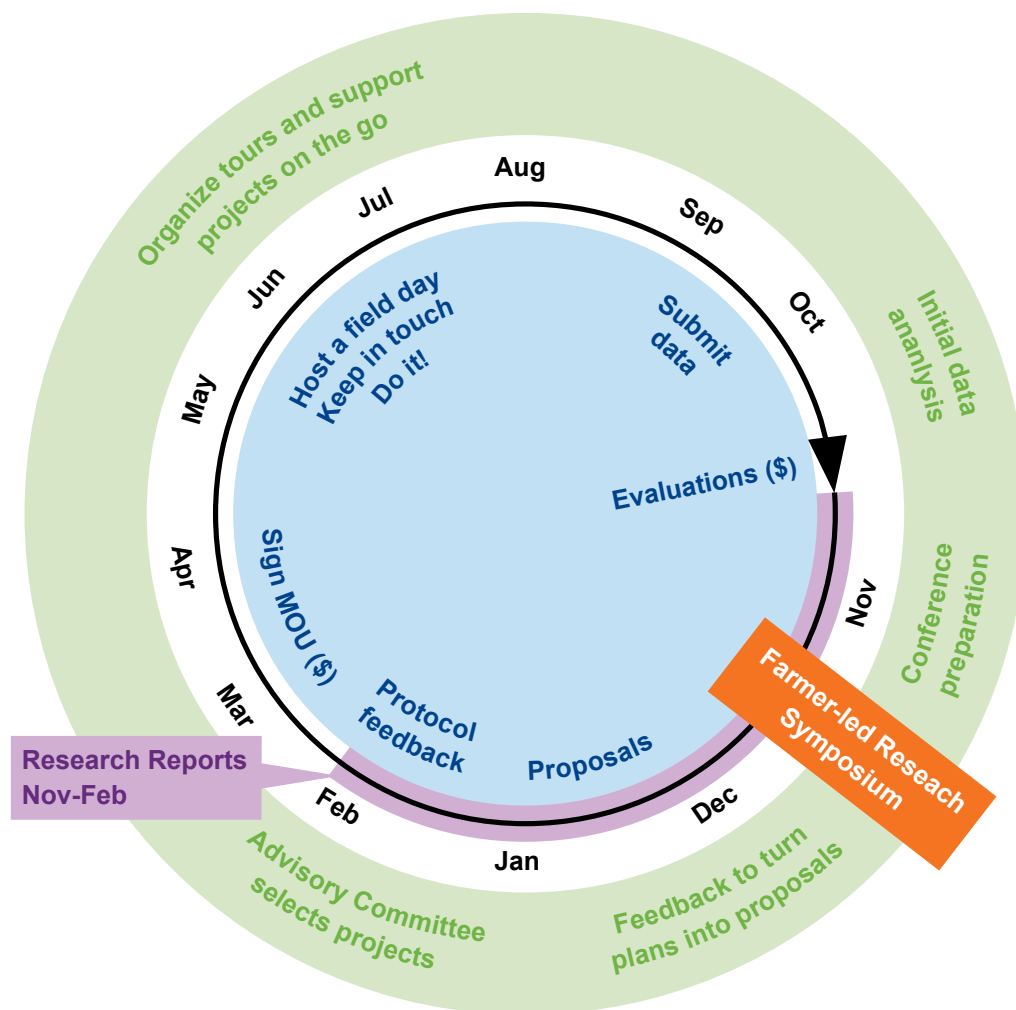 Organize tours and support
projects on the go
Aug
Jul
Sep
Jun
Oct
May
Nov
Apr
Mar
Dec
Feb
Jan
Host a field day
Keep in touch
Do it!
Submit
data
Evaluations ($)
Sign MOU ($)
Protocol
feedback
Proposals
Initial data
ananlysis
Conference
preparation
Farmer-led Reseach
Symposium
Research Reports
Nov-Feb
Advisory Committee
selects projects
Feedback to turn
plans into proposals